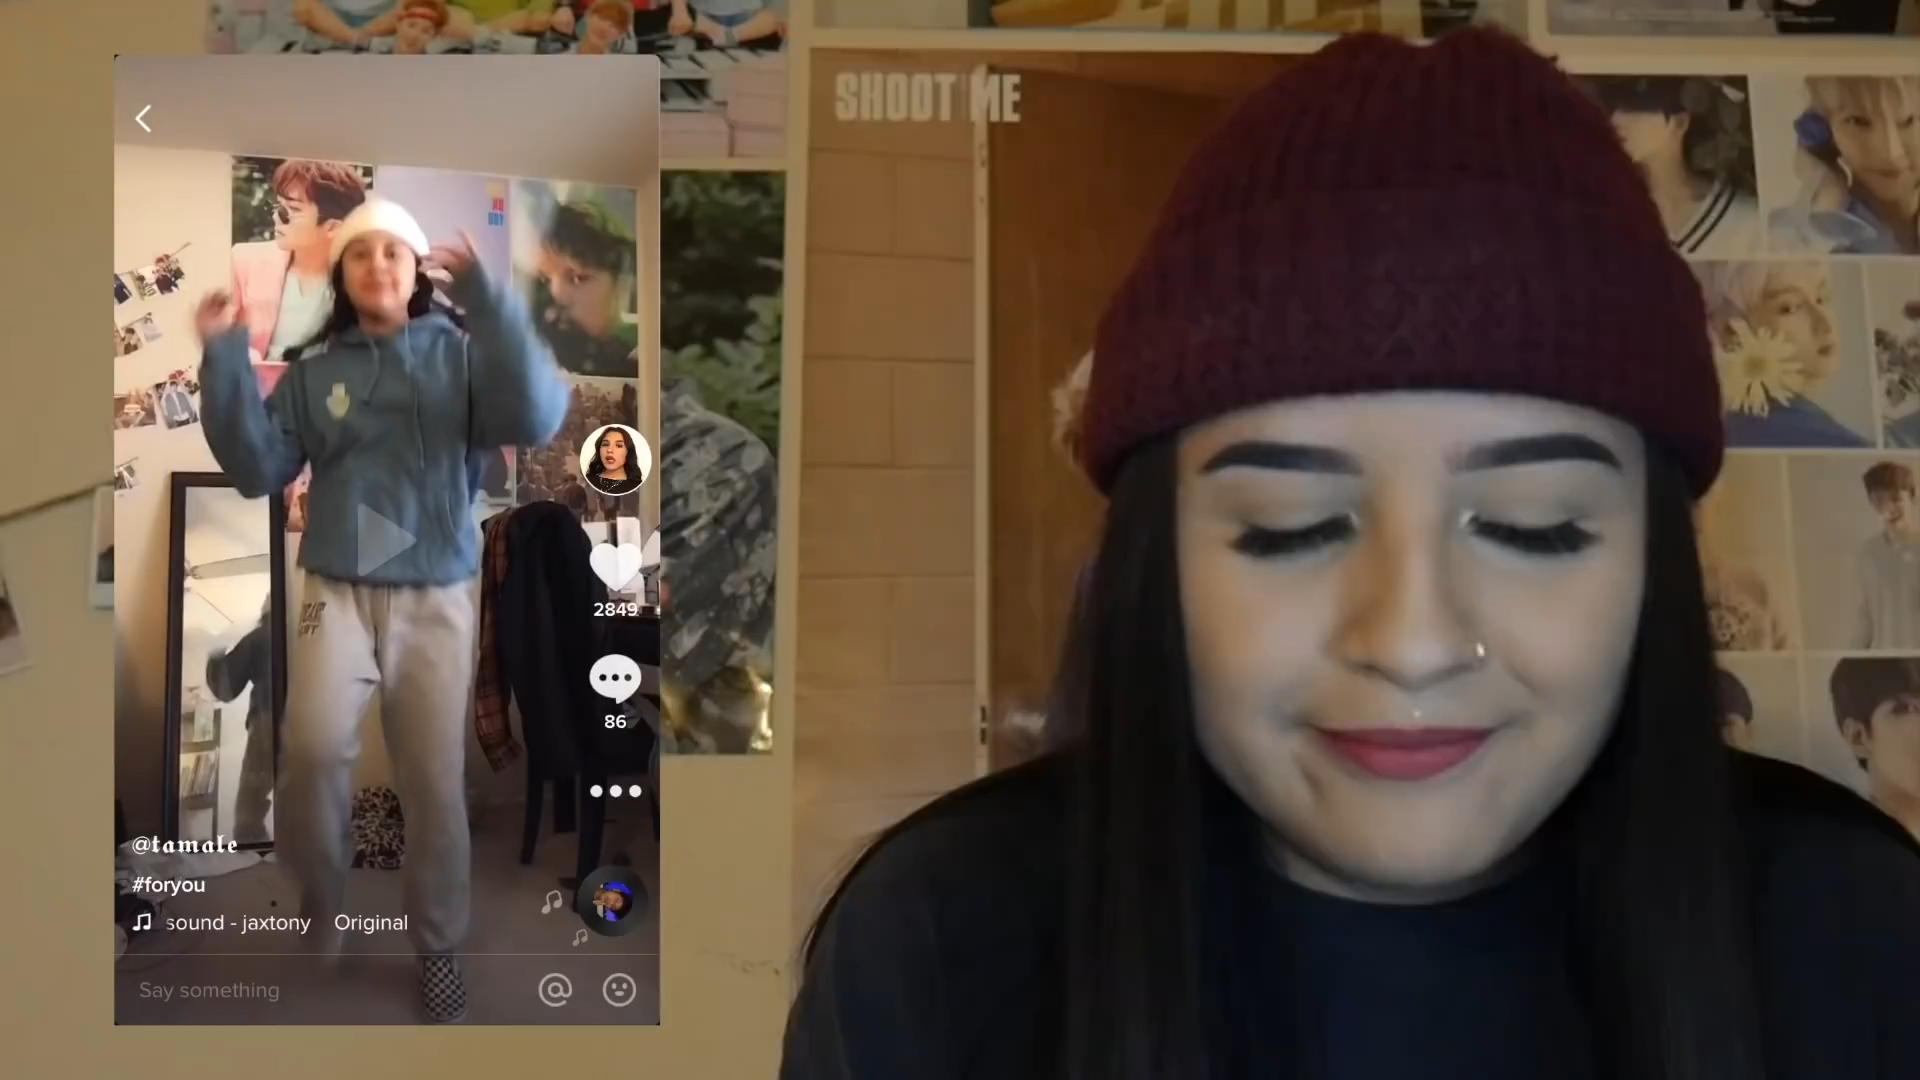 SHOOT ME
2849
86
@tamale
#foryou
sound - jaxtony Original
Say something